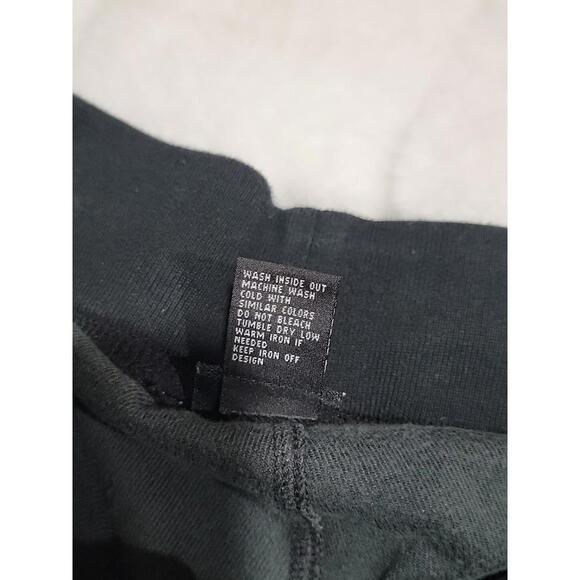 WASH INSIDE OUT
MACHINE WASH
COLD WITH
SIMILAR COLORS
DO NOT BLEACH
TUMBLE DRY LOW
WARM IRON IF
NEEDED
KEEP IRON OFF
DESIGN